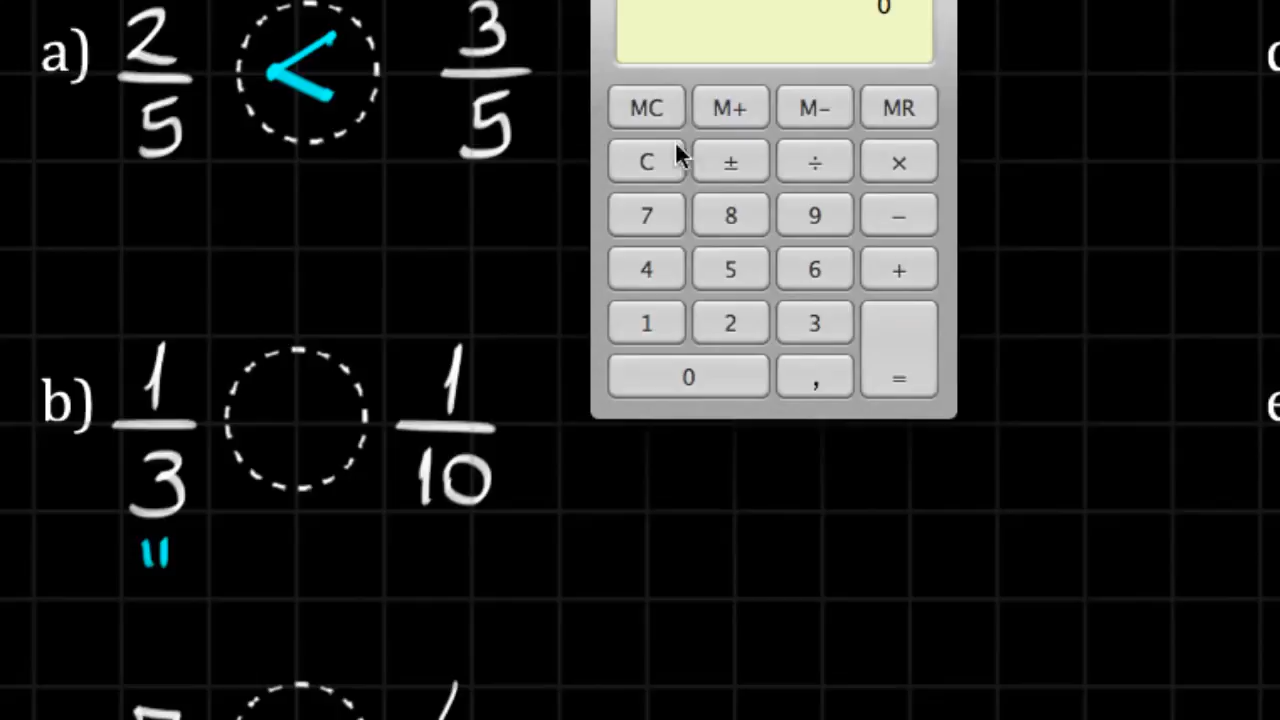 a) 2/5 < 3/5
0
MC M+ M− MR
C ± ÷ ×
7 8 9 −
4 5 6 +
1 2 3
0 , =
b) 1/3 1/10
"